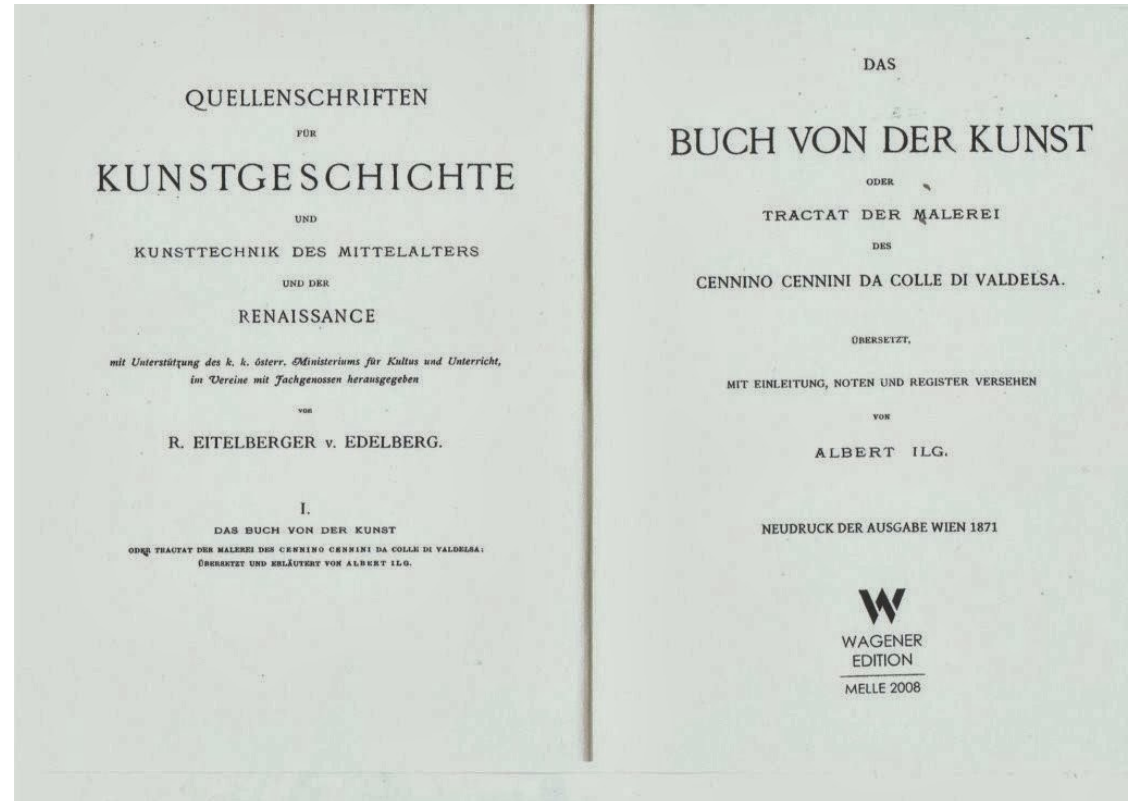 QUELLENSCHRIFTEN
FÜR
KUNSTGESCHICHTE
UND
KUNSTTECHNIK DES MITTELALTERS
UND DER
RENAISSANCE
mit Unterstützung des k. k. österr. Ministeriums für Kultus und Unterricht,
im Vereine mit Fachgenossen herausgegeben
von
R. EITELBERGER v. EDELBERG.
I.
DAS BUCH VON DER KUNST
ODER TRACTAT DER MALEREI DES CENNINO CENNINI DA COLLE DI VALDELSA;
ÜBERSETZT UND ERLÄUTERT VON ALBERT ILG.
DAS
BUCH VON DER KUNST
ODER
TRACTAT DER MALEREI
DES
CENNINO CENNINI DA COLLE DI VALDELSA.
ÜBERSETZT,
MIT EINLEITUNG, NOTEN UND REGISTER VERSEHEN
VON
ALBERT ILG.
NEUDRUCK DER AUSGABE WIEN 1871
W
WAGENER
EDITION
MELLE 2008